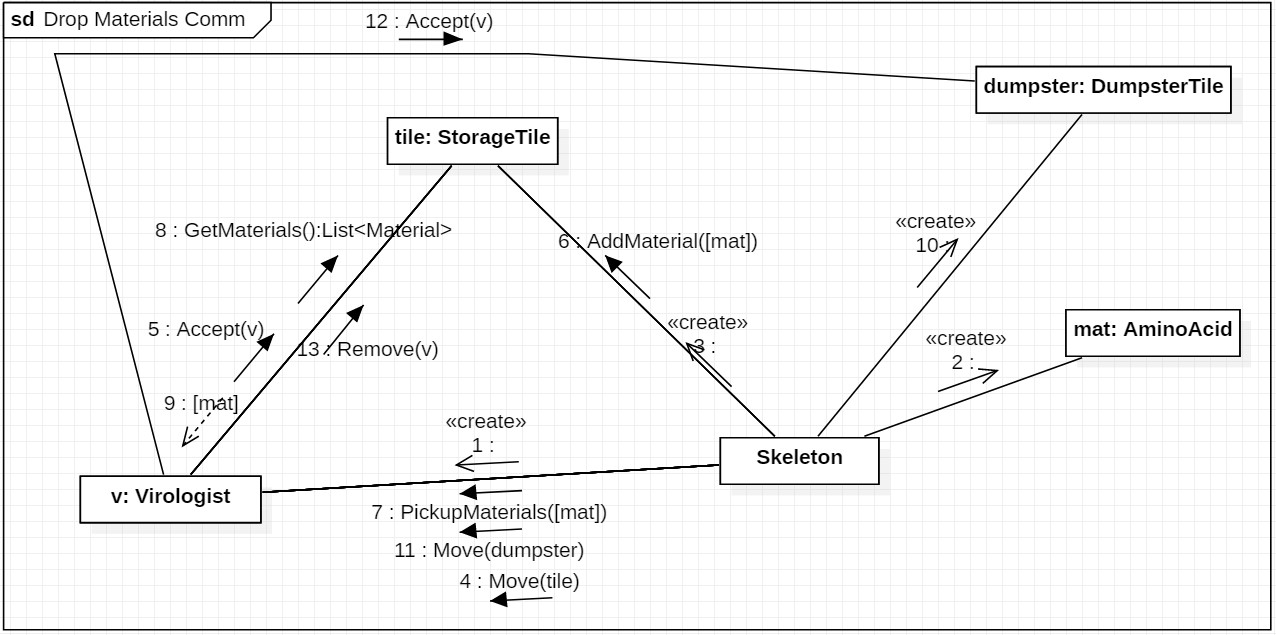 sd Drop Materials Comm
12 : Accept(v)
dumpster: DumpsterTile
tile: StorageTile
«create»
10 :
8 : GetMaterials():List<Material>
6 : AddMaterial([mat])
5 : Accept(v)
13 : Remove(v)
«create»
3 :
mat: AminoAcid
«create»
2 :
9 : [mat]
«create»
1 :
Skeleton
v: Virologist
7 : PickupMaterials([mat])
11 : Move(dumpster)
4 : Move(tile)